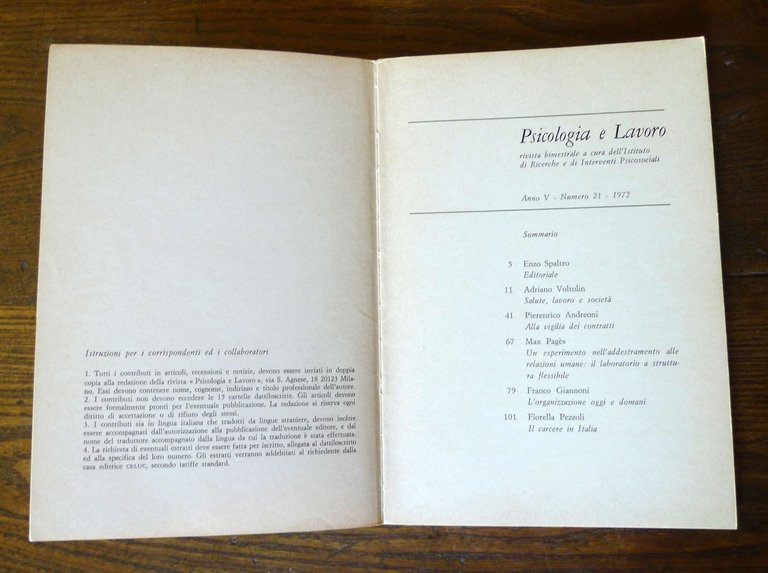 Istruzioni per i corrispondenti ed i collaboratori
1. Tutti i contributi in articoli, recensioni e notizie, devono essere inviati in doppia
copia alla redazione della rivista « Psicologia e Lavoro », via S. Agnese, 18 20123 Mila-
no. Essi devono contenere nome, cognome, indirizzo e titolo professionale dell'autore.
2. I contributi non devono eccedere le 15 cartelle dattiloscritte. Gli articoli devono
essere formalmente pronti per l'eventuale pubblicazione. La redazione si riserva ogni
diritto di accettazione o di rifiuto degli stessi.
3. I contributi sia in lingua italiana che tradotti da lingue straniere, devono inoltre
essere accompagnati dall'autorizzazione alla pubblicazione dell'eventuale editore, e dal
nome del traduttore accompagnato dalla lingua da cui la traduzione è stata effettuata.
4. La richiesta di eventuali estratti deve essere fatta per iscritto, allegata al dattiloscritto
ed alla specifica del loro numero. Gli estratti verranno addebitati al richiedente dalla
casa editrice CELUC, secondo tariffe standard.
Psicologia e Lavoro
rivista bimestrale a cura dell'Istituto
di Ricerche e di Interventi Psicosociali
Anno V - Numero 21 - 1972
Sommario
5 Enzo Spaltro
Editoriale
11 Adriano Voltolin
Salute, lavoro e società
41 Pierenrico Andreoni
Alla vigilia dei contratti
67 Max Pagès
Un esperimento nell'addestramento alle
relazioni umane: il laboratorio a struttu-
ra flessibile
79 Franco Giannoni
L'organizzazione oggi e domani
101 Fiorella Pezzoli
Il carcere in Italia